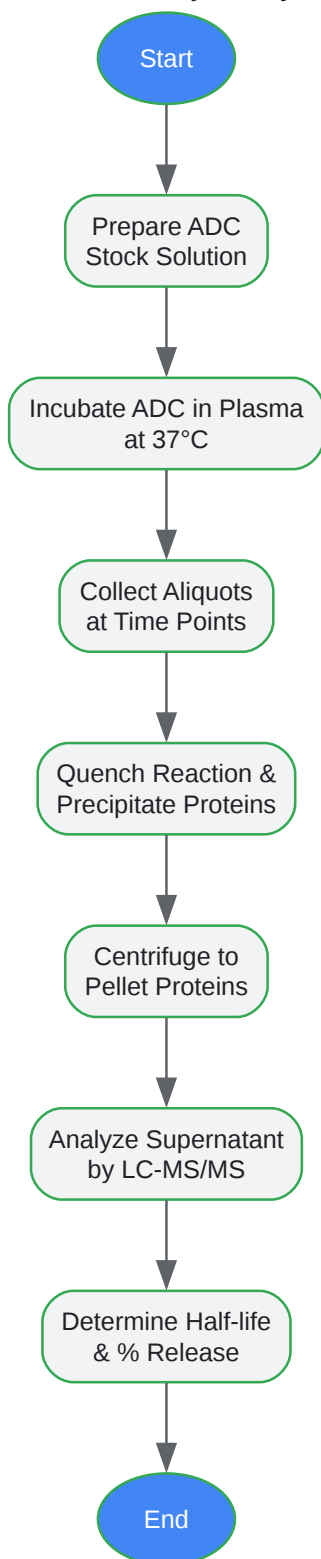 Start
Prepare ADC
Stock Solution
Incubate ADC in Plasma
at 37°C
Collect Aliquots
at Time Points
Quench Reaction &
Precipitate Proteins
Centrifuge to
Pellet Proteins
Analyze Supernatant
by LC-MS/MS
Determine Half-life
& % Release
End